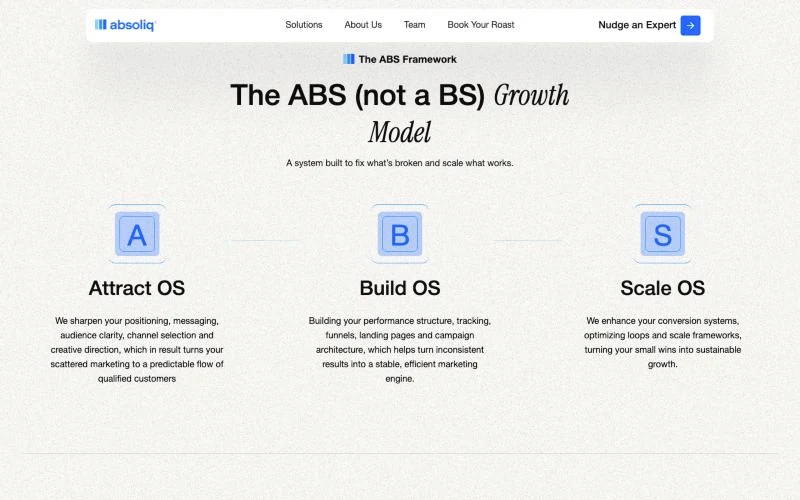 absoliq
Solutions
About Us
Team
Book Your Roast
Nudge an Expert
The ABS Framework
The ABS (not a BS) Growth
Model
A system built to fix what's broken and scale what works.
A
B
S
Attract OS
Build OS
Scale OS
We sharpen your positioning, messaging,
audience clarity, channel selection and
creative direction, which in result turns your
scattered marketing to a predictable flow of
qualified customers
Building your performance structure, tracking,
funnels, landing pages and campaign
architecture, which helps turn inconsistent
results into a stable, efficient marketing
engine.
We enhance your conversion systems,
optimizing loops and scale frameworks,
turning your small wins into sustainable
growth.